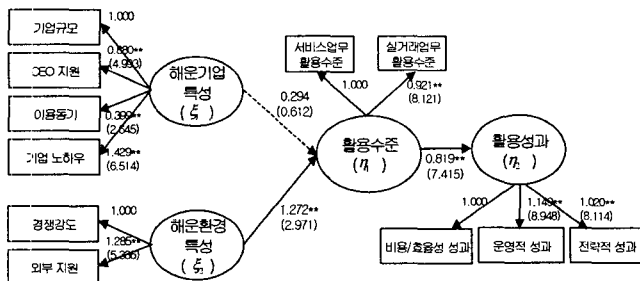 기업규모
1.000
CEO 지원
0.880**
(4.993)
이용동기
0.399**
(2.545)
기업 노하우
1.429**
(6.514)
해운기업
특성
(ξ₁)
0.294
(0.612)
서비스업무
활용수준
1.000
실거래업무
활용수준
0.921**
(8.121)
활용수준
(η₁)
0.819**
(7.415)
활용성과
(η₂)
경쟁강도
1.000
외부 지원
1.285**
해운환경
특성
1.272**
(2.971)
1.000
1.149**
(8.948)
1.020**
(8.114)
비용/효율성 성과
운영적 성과
전략적 성과